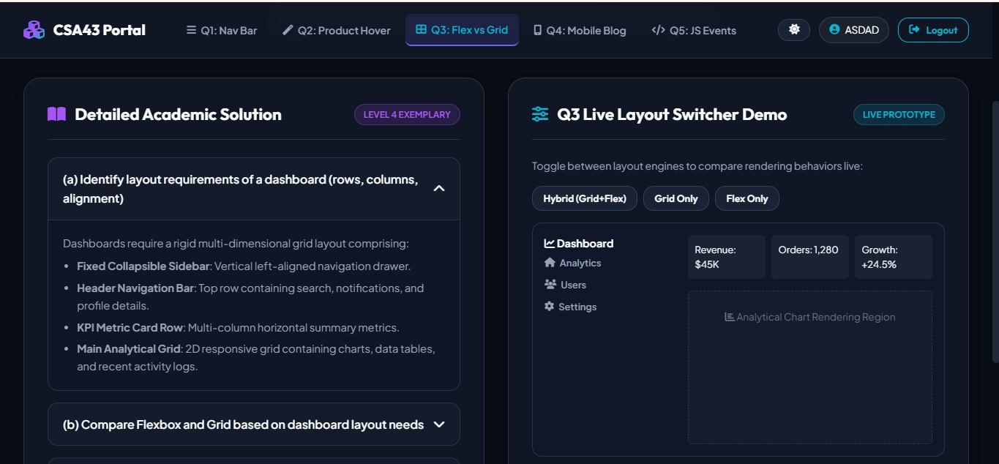 CSA43 Portal
Q1: Nav Bar
Q2: Product Hover
Q3: Flex vs Grid
Q4: Mobile Blog
Q5: JS Events
ASDAD
Logout
Detailed Academic Solution
LEVEL 4 EXEMPLARY
(a) Identify layout requirements of a dashboard (rows, columns,
alignment)
Dashboards require a rigid multi-dimensional grid layout comprising:
• Fixed Collapsible Sidebar: Vertical left-aligned navigation drawer.
• Header Navigation Bar: Top row containing search, notifications, and
profile details.
• KPI Metric Card Row: Multi-column horizontal summary metrics.
• Main Analytical Grid: 2D responsive grid containing charts, data tables,
and recent activity logs.
(b) Compare Flexbox and Grid based on dashboard layout needs
Q3 Live Layout Switcher Demo
LIVE PROTOTYPE
Toggle between layout engines to compare rendering behaviors live:
Hybrid (Grid+Flex)
Grid Only
Flex Only
Dashboard
Analytics
Users
Settings
Revenue:
$45K
Orders: 1,280
Growth:
+24.5%
Analytical Chart Rendering Region